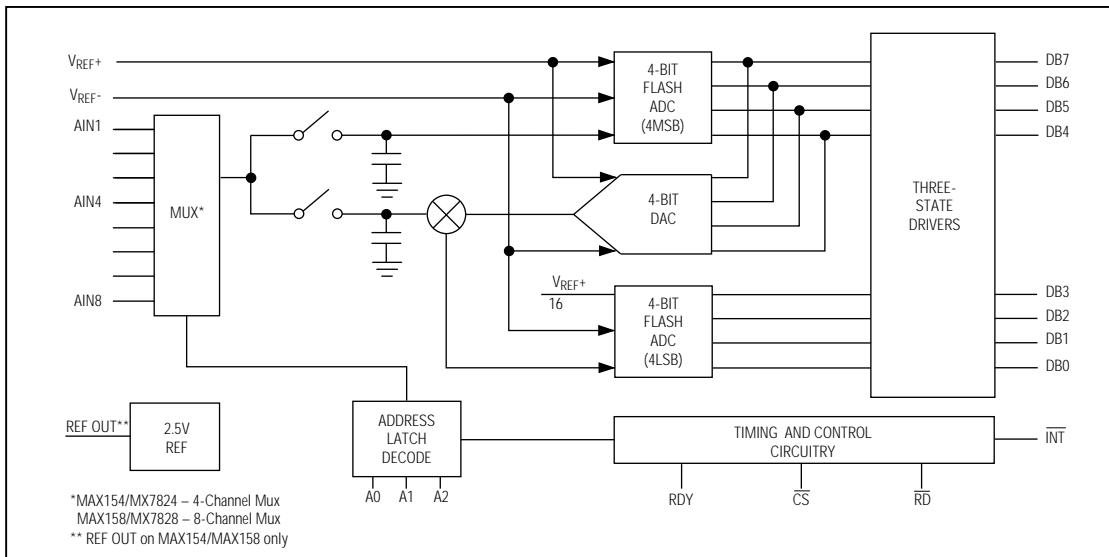 VREF+
VREF-
AIN1
AIN4
AIN8
MUX*
4-BIT
FLASH
ADC
(4MSB)
4-BIT
DAC
VREF+
16
4-BIT
FLASH
ADC
(4LSB)
THREE-
STATE
DRIVERS
DB7
DB6
DB5
DB4
DB3
DB2
DB1
DB0
REF OUT**
2.5V
REF
ADDRESS
LATCH
DECODE
A0 A1 A2
TIMING AND CONTROL
CIRCUITRY
INT
RDY CS RD
*MAX154/MX7824 – 4-Channel Mux
MAX158/MX7828 – 8-Channel Mux
** REF OUT on MAX154/MAX158 only